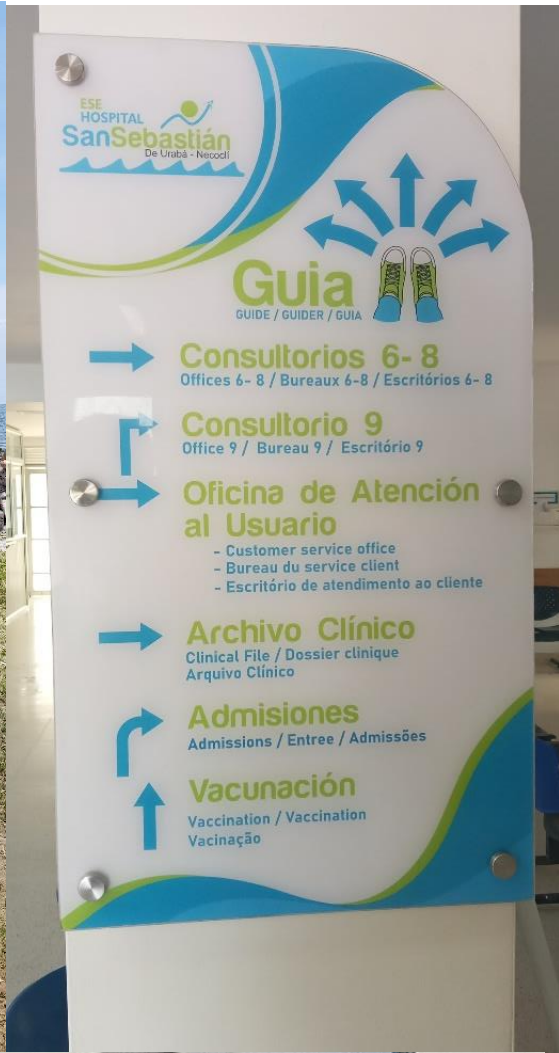 ESE
HOSPITAL
SanSebastián
De Urabá - Necoclí
Guia
GUIDE / GUIDER / GUIA
Consultorios 6- 8
Offices 6- 8 / Bureaux 6-8 / Escritórios 6- 8
Consultorio 9
Office 9 / Bureau 9 / Escritório 9
Oficina de Atención
al Usuario
- Customer service office
- Bureau du service client
- Escritório de atendimento ao cliente
Archivo Clínico
Clinical File / Dossier clinique
Arquivo Clínico
Admisiones
Admissions / Entree / Admissões
Vacunación
Vaccination / Vaccination
Vacinação